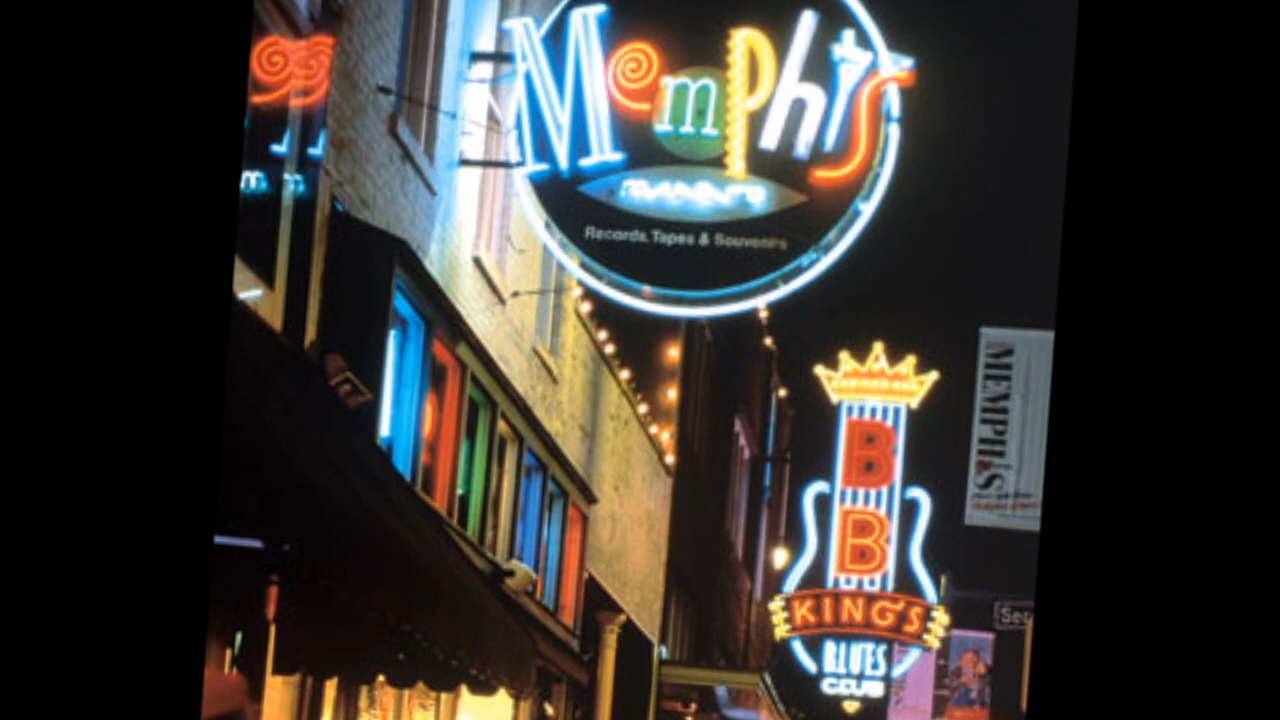 Memphis
Records, Tapes & Souvenirs
B
B
KING'S
BLUES
CLUB
MEMPHIS